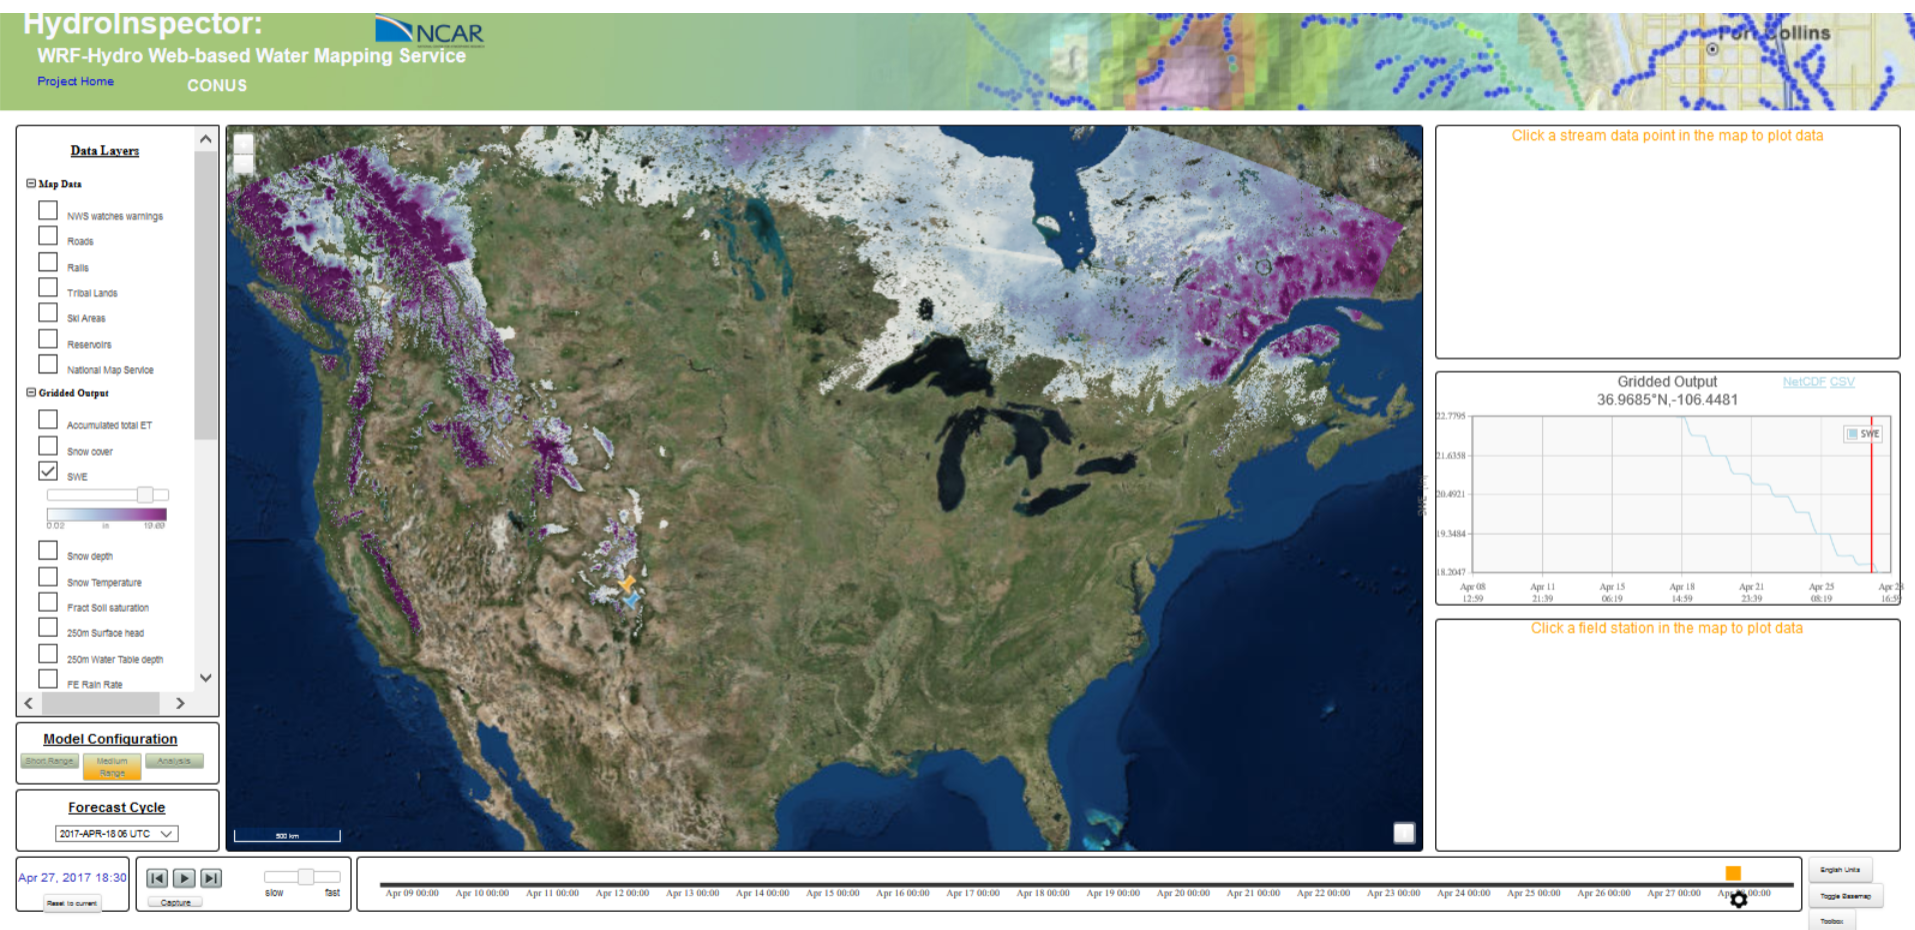 HydroInspector:
NCAR
WRF-Hydro Web-based Water Mapping Service
Project Home
CONUS
Fort Collins
Data Layers
Map Data
NWS watches warnings
Roads
Rails
Tribal Lands
Ski Areas
Reservoirs
National Map Service
Gridded Output
Accumulated total ET
Snow cover
SWE
0.02 in
Snow depth
Snow Temperature
Fract Soil saturation
250m Surface head
250m Water Table depth
FE Rain Rate
Model Configuration
Short Range Medium Range Analysis
Forecast Cycle
2017-APR-18 06 UTC
500 km
Click a stream data point in the map to plot data
Gridded Output
NetCDF CSV
36.9685°N,-106.4481
22.7795
SWE
21.6358
20.4921
19.3484
18.2047
Apr 08 Apr 11 Apr 15 Apr 18 Apr 21 Apr 25 Apr 28
12:59 21:39 06:19 14:59 23:39 08:19 16:59
Click a field station in the map to plot data
Apr 27, 2017 18:30
Reset to current
Capture
slow fast
Apr 09 00:00 Apr 10 00:00 Apr 11 00:00 Apr 12 00:00 Apr 13 00:00 Apr 14 00:00 Apr 15 00:00 Apr 16 00:00 Apr 17 00:00 Apr 18 00:00 Apr 19 00:00 Apr 20 00:00 Apr 21 00:00 Apr 22 00:00 Apr 23 00:00 Apr 24 00:00 Apr 25 00:00 Apr 26 00:00 Apr 27 00:00 Apr 00:00
English Units
Toggle Basemap
Toolbox